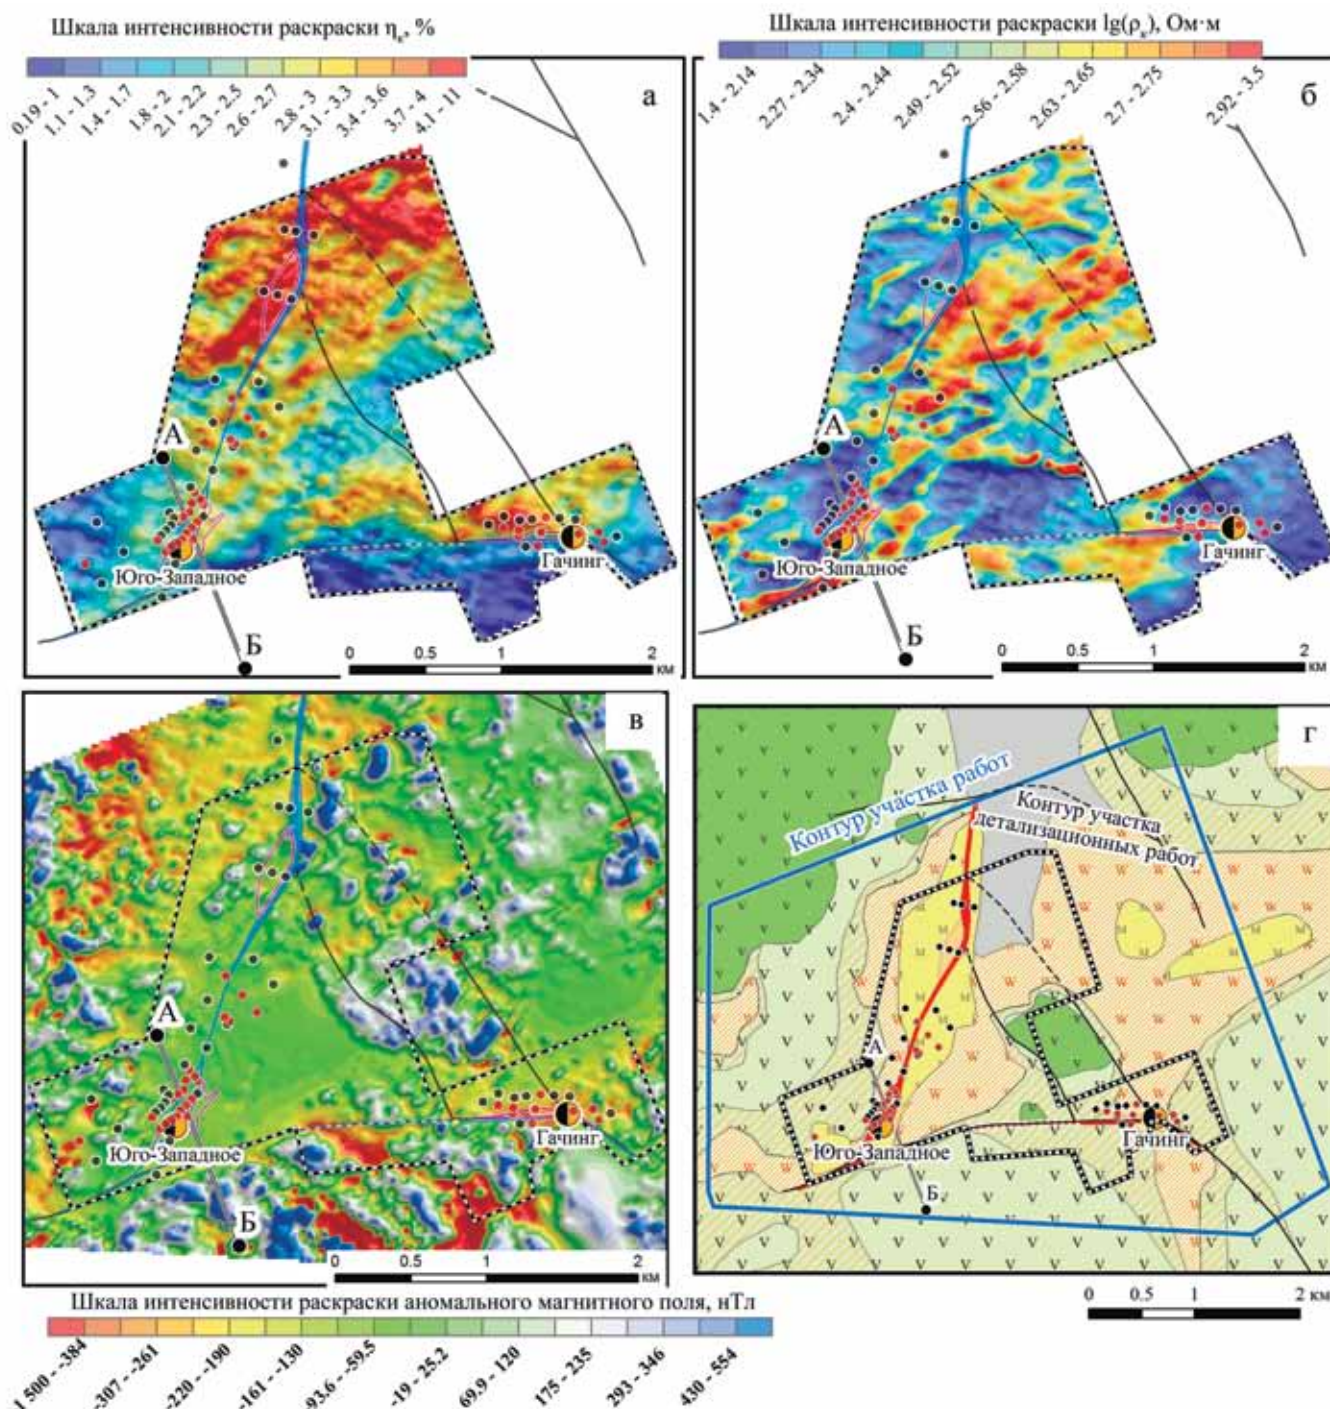 Шкала интенсивности раскраски ηк, %
0.19 - 1
1.1 - 1.3
1.4 - 1.7
1.8 - 2
2.1 - 2.2
2.3 - 2.5
2.6 - 2.7
2.8 - 3
3.1 - 3.3
3.4 - 3.6
3.7 - 4
4.1 - 11
а
А
Юго-Западное
Гачинг
Б
0 0.5 1 2
км
Шкала интенсивности раскраски lg(ρк), Ом·м
1.4 - 2.14
2.27 - 2.34
2.4 - 2.44
2.49 - 2.52
2.56 - 2.58
2.63 - 2.65
2.7 - 2.75
2.92 - 3.5
б
А
Юго-Западное
Гачинг
Б
0 0.5 1 2
км
в
А
Юго-Западное
Гачинг
Б
0 0.5 1 2
км
Шкала интенсивности раскраски аномального магнитного поля, нТл
-1 500 - -384
-307 - -261
-220 - -190
-161 - -130
-93.6 - -59.5
-19 - 25.2
69.9 - 120
175 - 235
293 - 346
430 - 554
г
Контур участка работ
Контур участка
детализационных работ
А
Юго-Западное
Гачинг
Б
0 0.5 1 2 км